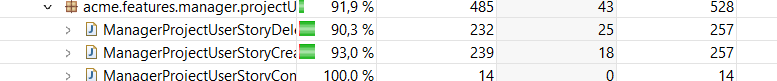 acme.features.manager.projectU 91,9 % 485 43 528
ManagerProjectUserStoryDele 90,3 % 232 25 257
ManagerProjectUserStoryCrea 93,0 % 239 18 257
ManagerProjectUserStoryCon 100,0 % 14 0 14